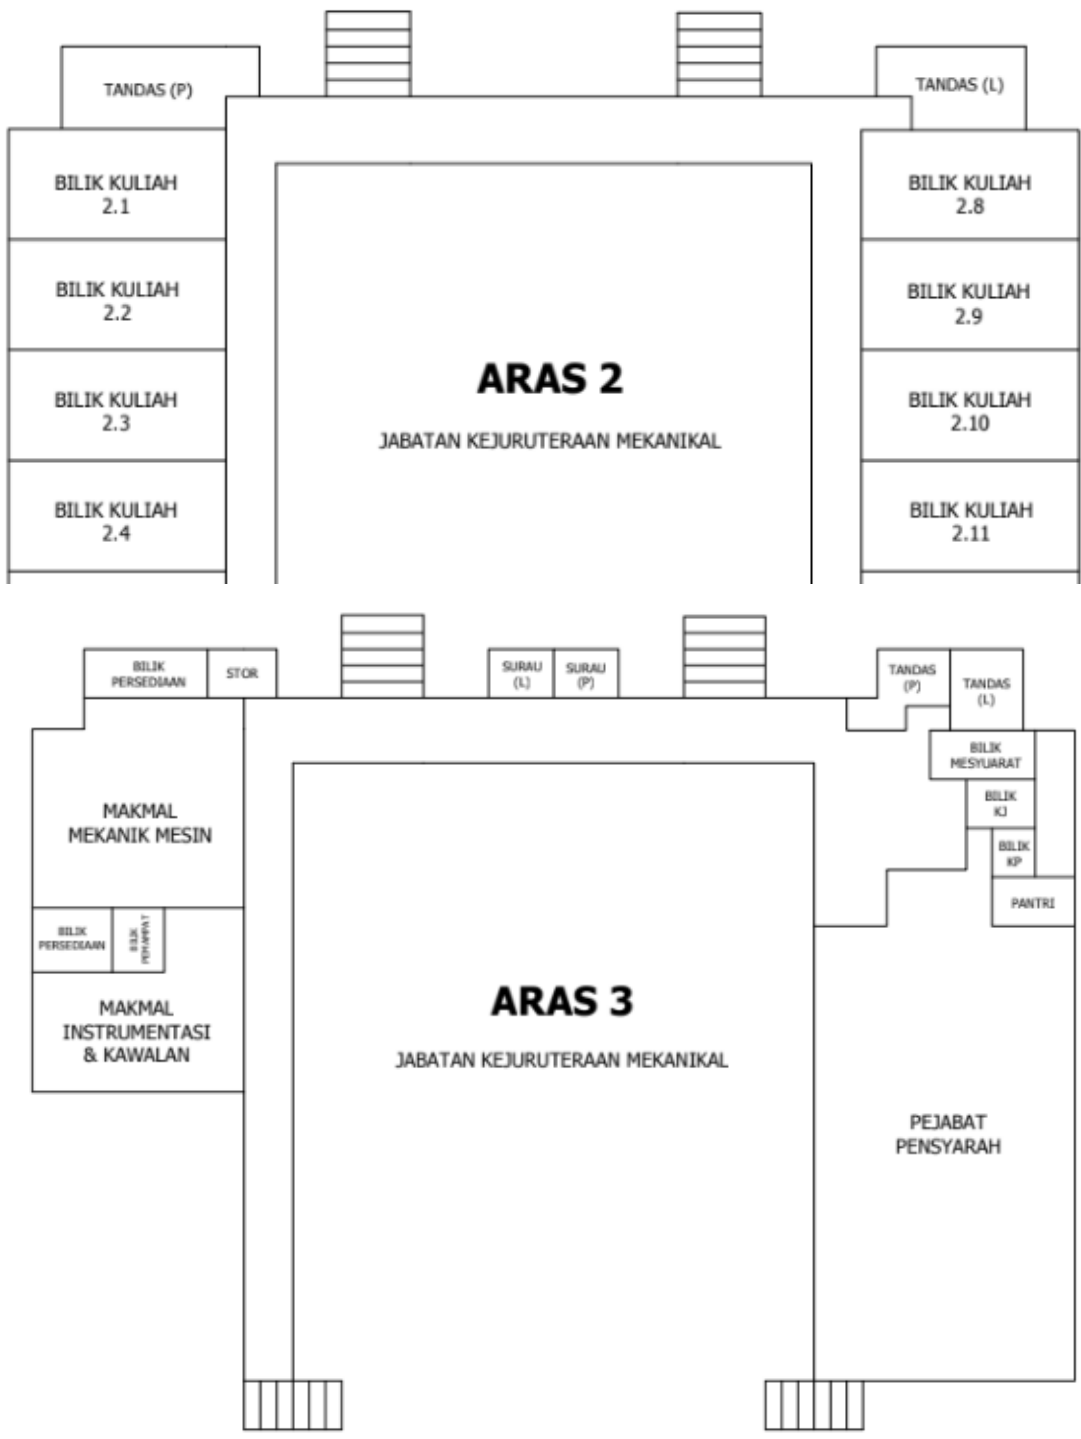 TANDAS (P)
TANDAS (L)
BILIK KULIAH
2.1
BILIK KULIAH
2.8
BILIK KULIAH
2.2
BILIK KULIAH
2.9
ARAS 2
JABATAN KEJURUTERAAN MEKANIKAL
BILIK KULIAH
2.3
BILIK KULIAH
2.10
BILIK KULIAH
2.4
BILIK KULIAH
2.11
BILIK
PERSEDIAAN
STOR
SURAU
(L)
SURAU
(P)
TANDAS
(P)
TANDAS
(L)
BILIK
MESYUARAT
BILIK
KJ
BILIK
KP
PANTRI
MAKMAL
MEKANIK MESIN
BILIK
PERSEDIAAN
BILIK
PEMAMPAT
MAKMAL
INSTRUMENTASI
& KAWALAN
ARAS 3
JABATAN KEJURUTERAAN MEKANIKAL
PEJABAT
PENSYARAH